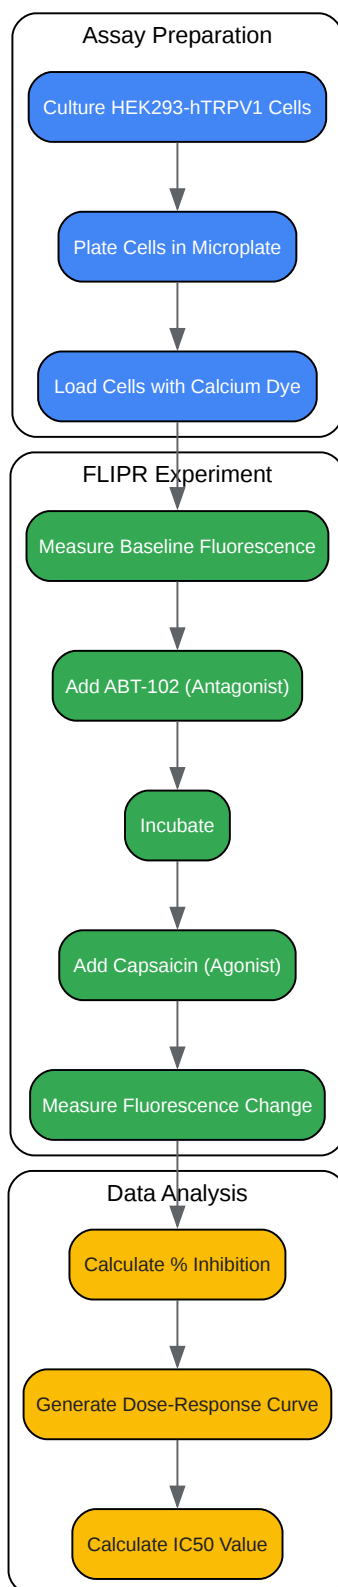 Assay Preparation
Culture HEK293-hTRPV1 Cells
Plate Cells in Microplate
Load Cells with Calcium Dye
FLIPR Experiment
Measure Baseline Fluorescence
Add ABT-102 (Antagonist)
Incubate
Add Capsaicin (Agonist)
Measure Fluorescence Change
Data Analysis
Calculate % Inhibition
Generate Dose-Response Curve
Calculate IC50 Value